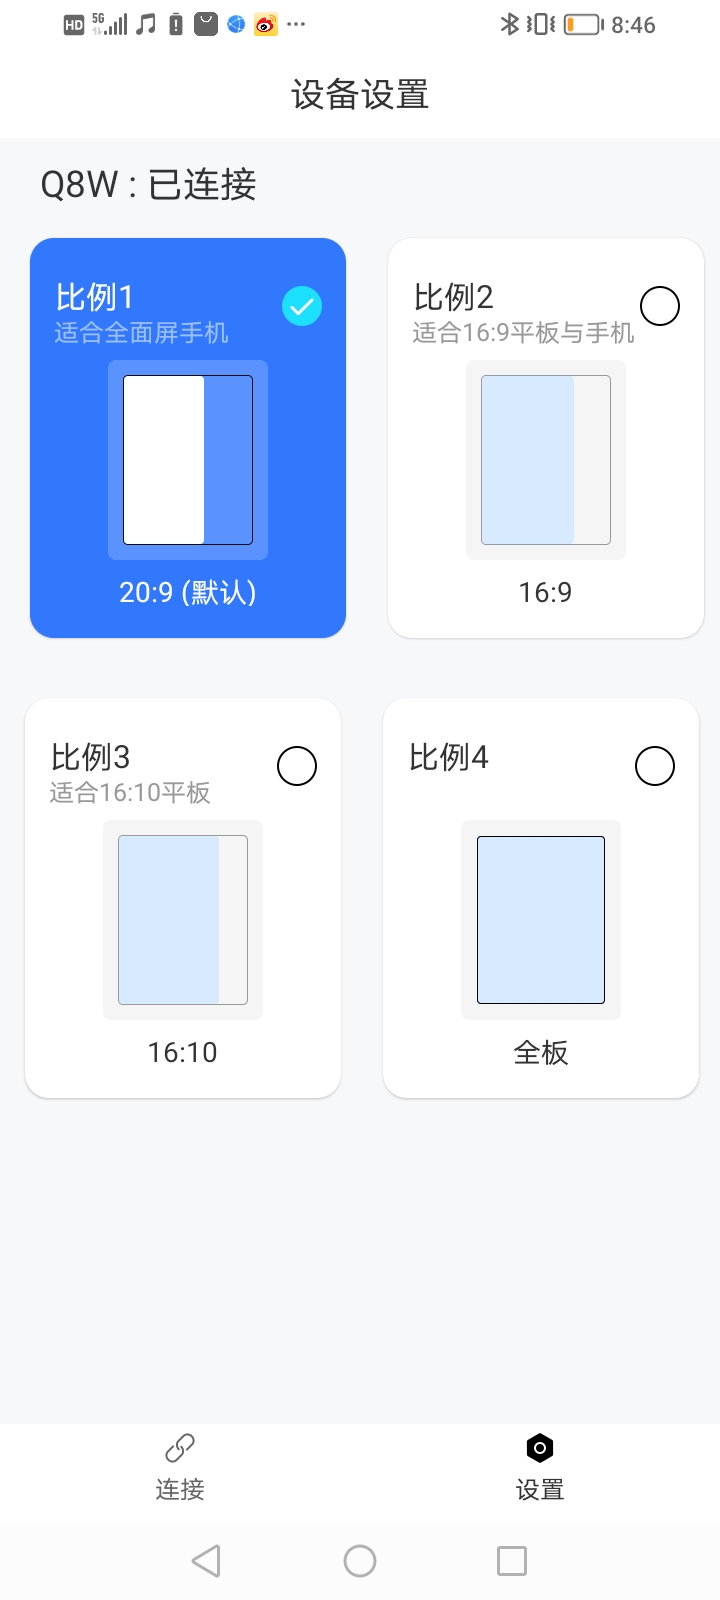 HD 5G 8:46
设备设置
Q8W : 已连接
比例1
适合全面屏手机
20:9 (默认)
比例2
适合16:9平板与手机
16:9
比例3
适合16:10平板
16:10
比例4
全板
连接
设置